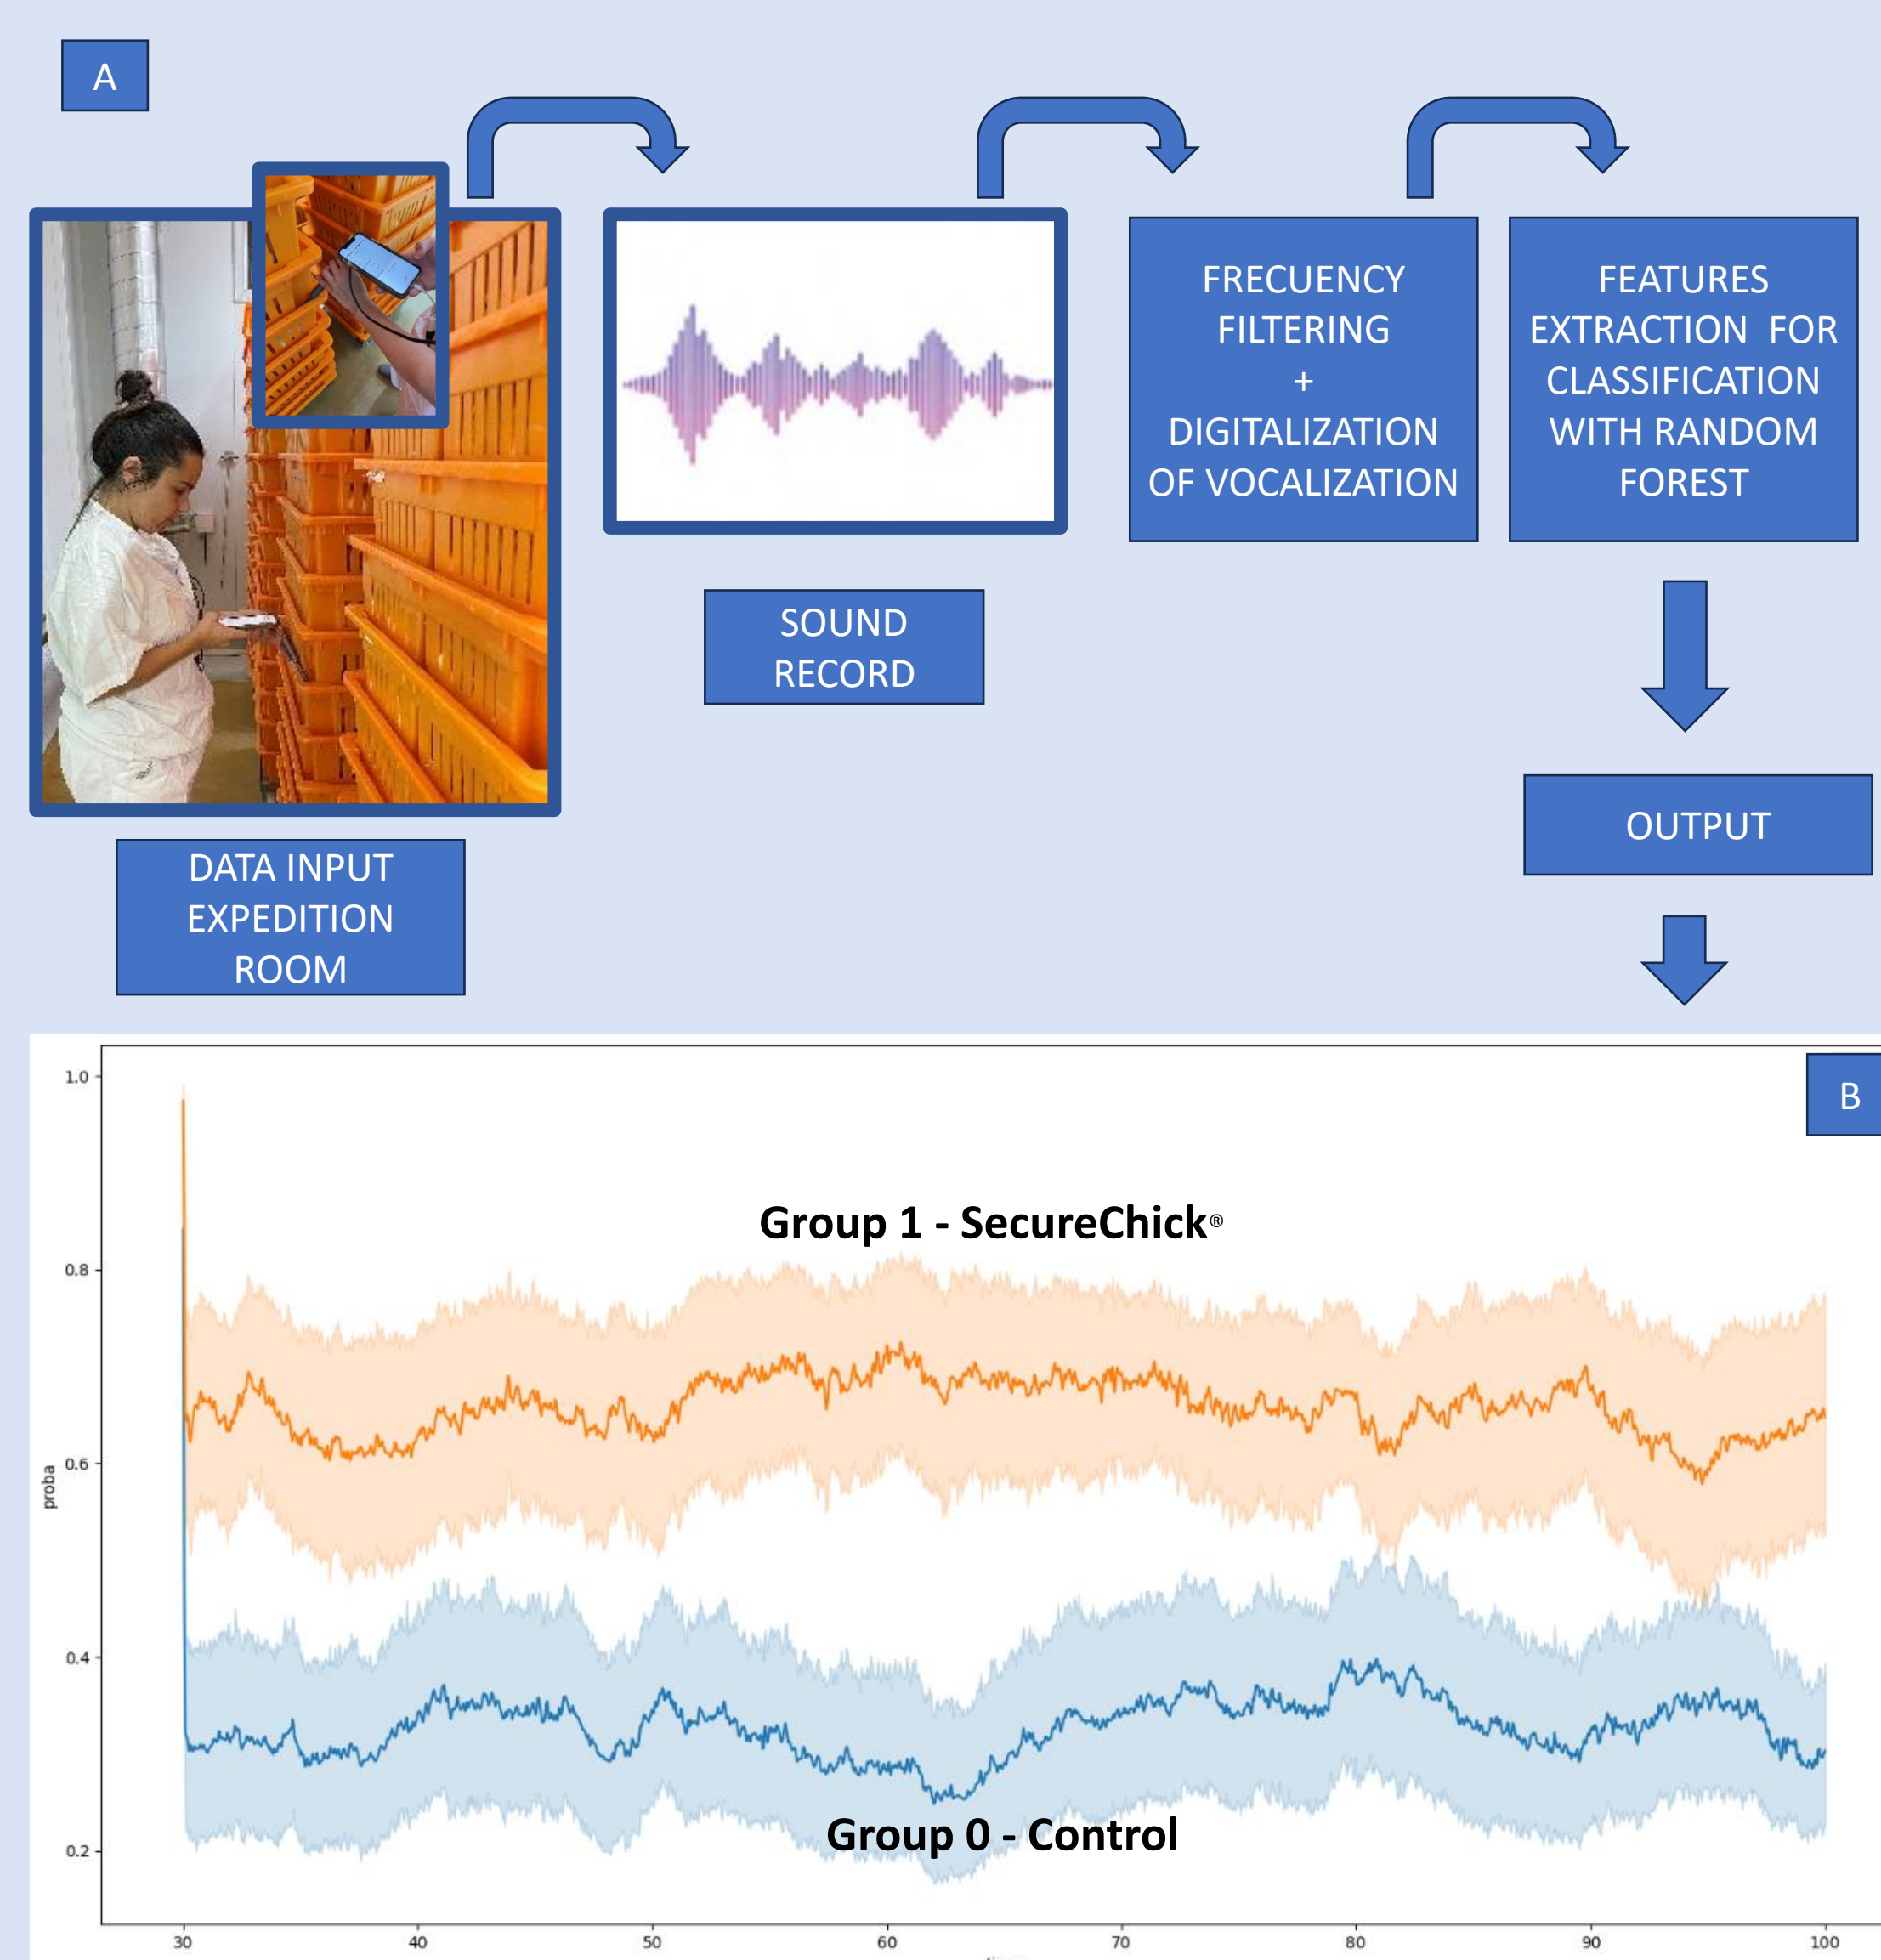 A
DATA INPUT
EXPEDITION
ROOM
SOUND
RECORD
FRECUENCY
FILTERING
+
DIGITALIZATION
OF VOCALIZATION
FEATURES
EXTRACTION FOR
CLASSIFICATION
WITH RANDOM
FOREST
OUTPUT
B
1.0
0.8
0.6
0.4
0.2
proba
Group 1 - SecureChick®
Group 0 - Control
30 40 50 60 70 80 90 100